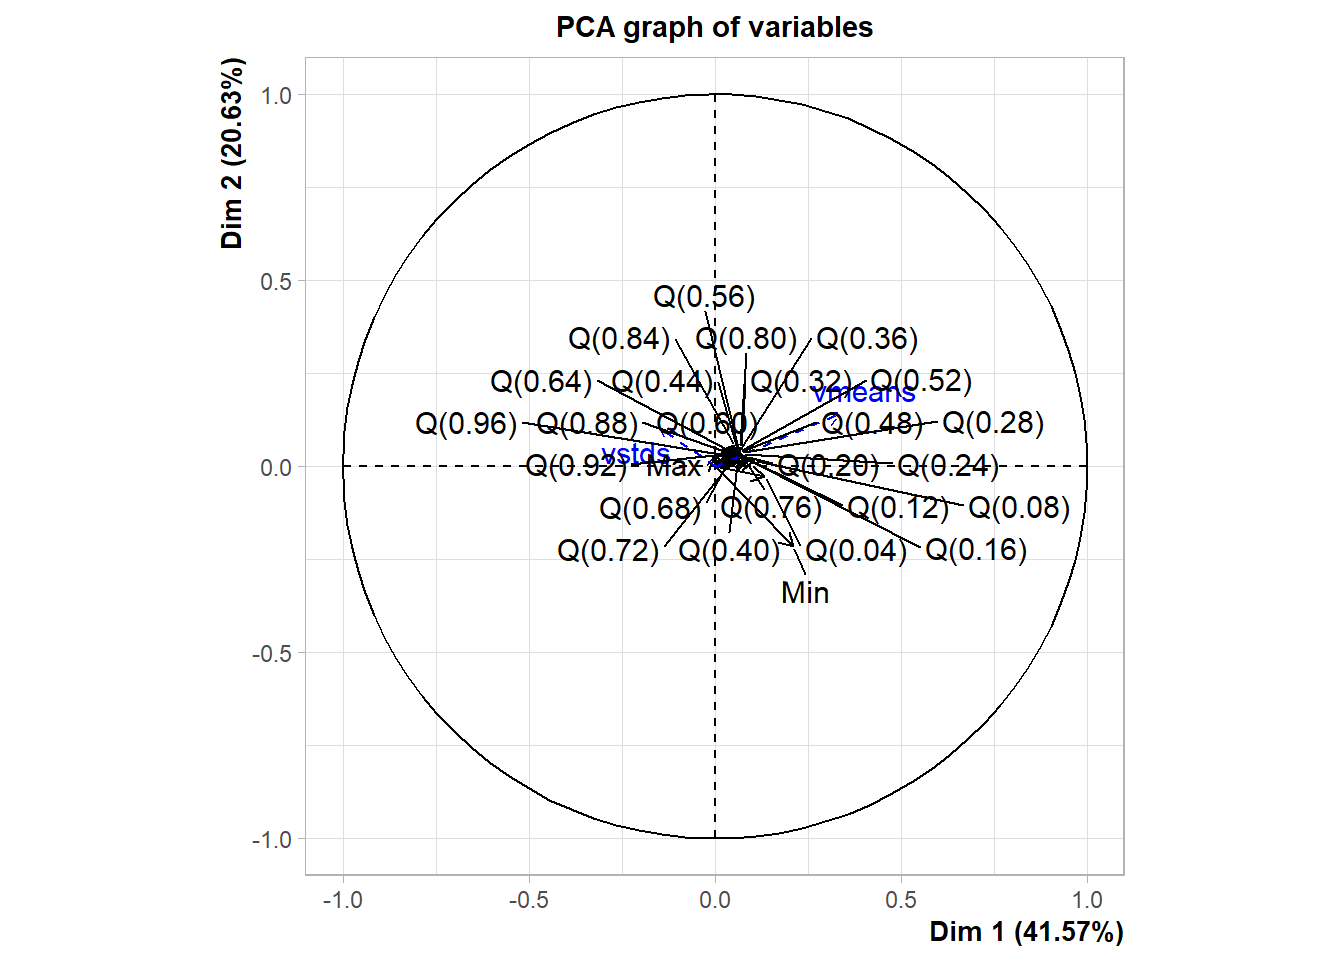 PCA graph of variables
Dim 2 (20.63%)
1.0
0.5
0.0
-0.5
-1.0
Q(0.56)
Q(0.84) Q(0.80) Q(0.36)
Q(0.64) Q(0.44) Q(0.32) Q(0.52)
vmeans
Q(0.96) Q(0.88) Q(0.60) Q(0.48) Q(0.28)
vstds
Q(0.92) Max Q(0.20) Q(0.24)
Q(0.68) Q(0.76) Q(0.12) Q(0.08)
Q(0.72) Q(0.40) Q(0.04) Q(0.16)
Min
-1.0 -0.5 0.0 0.5 1.0
Dim 1 (41.57%)